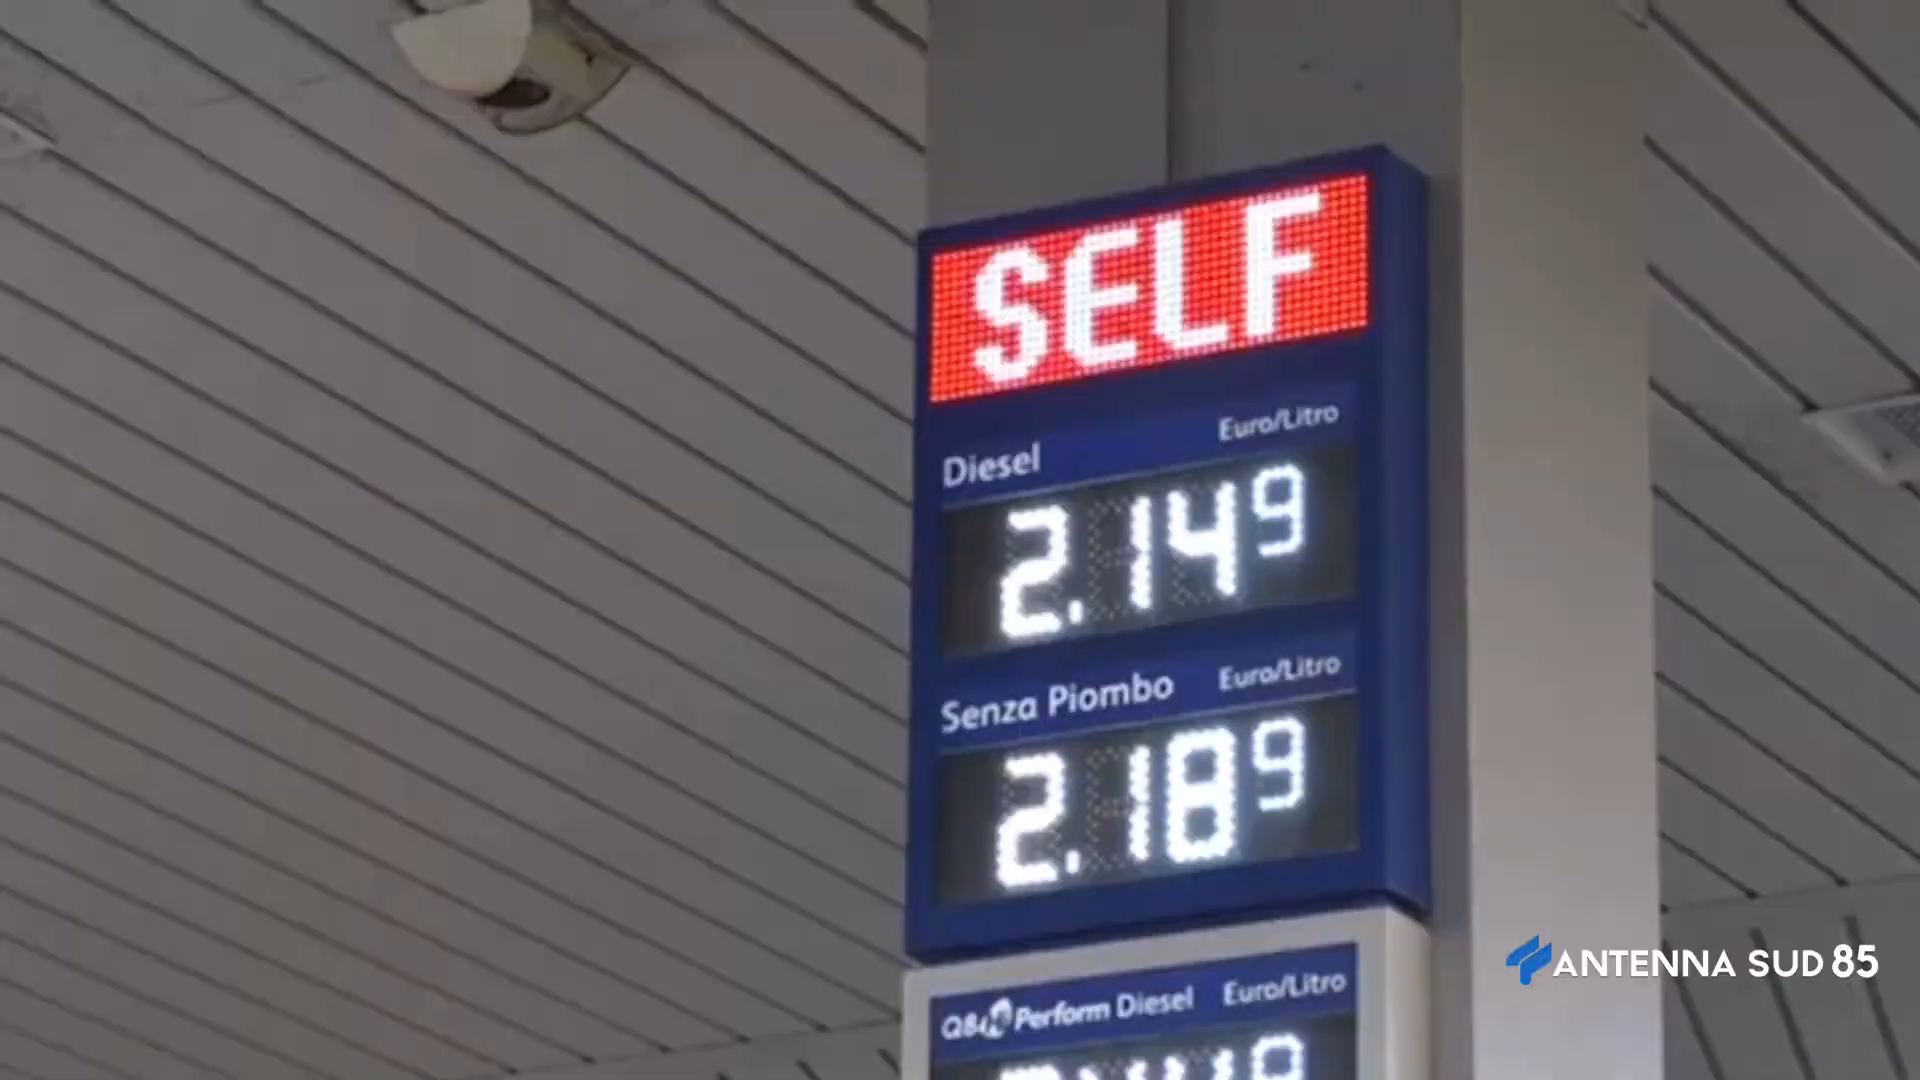 SELF
Euro/Litro
Diesel
2.149
Euro/Litro
Senza Piombo
2.189
Q8 Perform Diesel Euro/Litro
ANTENNA SUD 85